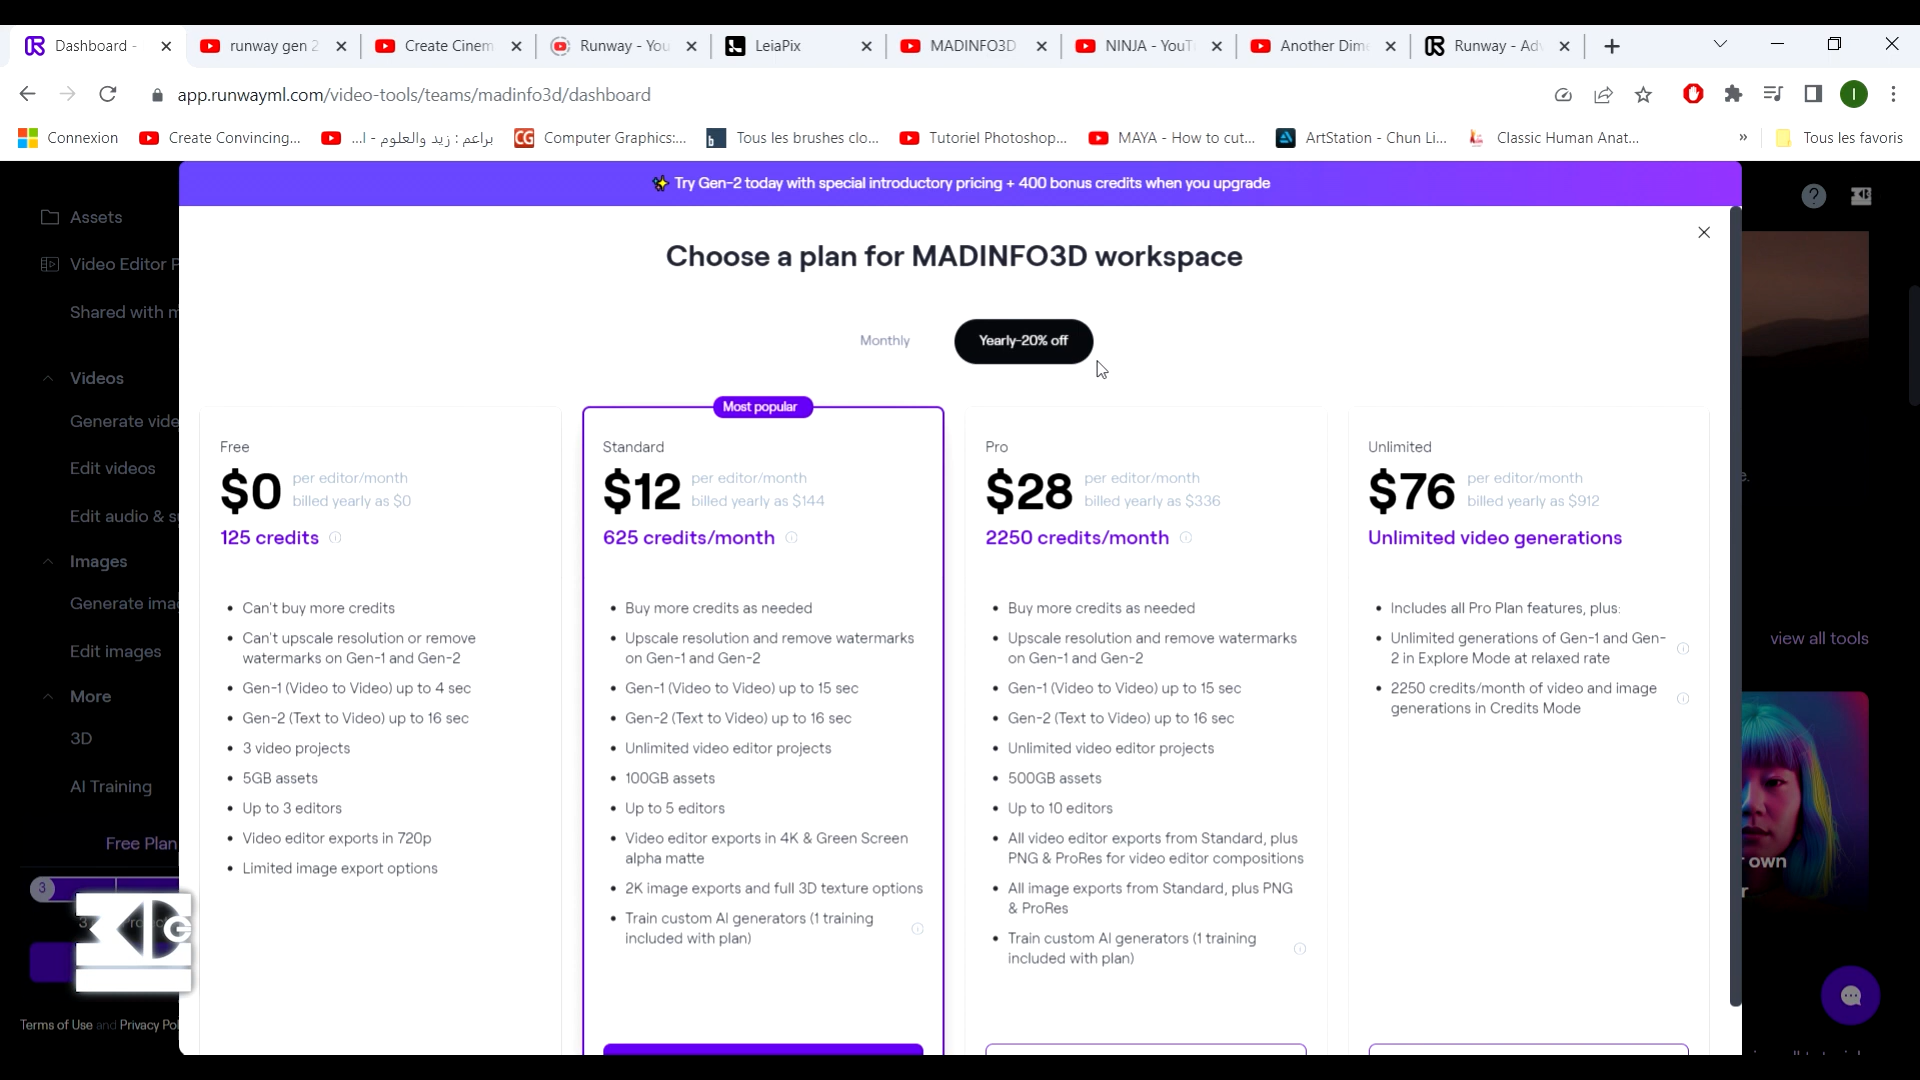 Dashboard -
runway gen 2
Create Cinem
Runway - You
LeiaPix
MADINFO3D
NINJA - YouT
Another Dime
Runway - Adv
app.runwayml.com/video-tools/teams/madinfo3d/dashboard
I
Connexion
Create Convincing...
براعم : زيد والعلوم - ا...
Computer Graphics:...
Tous les brushes clo...
Tutoriel Photoshop...
MAYA - How to cut...
ArtStation - Chun Li...
Classic Human Anat...
»
Tous les favoris
Try Gen-2 today with special introductory pricing + 400 bonus credits when you upgrade
Assets
Video Editor P
Shared with m
Videos
Generate vide
Edit videos
Edit audio & su
Images
Generate imag
Edit images
More
3D
AI Training
Free Plan
3
Terms of Use and Privacy Pol
Choose a plan for MADINFO3D workspace
Monthly
Yearly-20% off
Free
$0 per editor/month
billed yearly as $0
125 credits
• Can't buy more credits
• Can't upscale resolution or remove
watermarks on Gen-1 and Gen-2
• Gen-1 (Video to Video) up to 4 sec
• Gen-2 (Text to Video) up to 16 sec
• 3 video projects
• 5GB assets
• Up to 3 editors
• Video editor exports in 720p
• Limited image export options
Most popular
Standard
$12 per editor/month
billed yearly as $144
625 credits/month
• Buy more credits as needed
• Upscale resolution and remove watermarks
on Gen-1 and Gen-2
• Gen-1 (Video to Video) up to 15 sec
• Gen-2 (Text to Video) up to 16 sec
• Unlimited video editor projects
• 100GB assets
• Up to 5 editors
• Video editor exports in 4K & Green Screen
alpha matte
• 2K image exports and full 3D texture options
• Train custom AI generators (1 training
included with plan)
Pro
$28 per editor/month
billed yearly as $336
2250 credits/month
• Buy more credits as needed
• Upscale resolution and remove watermarks
on Gen-1 and Gen-2
• Gen-1 (Video to Video) up to 15 sec
• Gen-2 (Text to Video) up to 16 sec
• Unlimited video editor projects
• 500GB assets
• Up to 10 editors
• All video editor exports from Standard, plus
PNG & ProRes for video editor compositions
• All image exports from Standard, plus PNG
& ProRes
• Train custom AI generators (1 training
included with plan)
Unlimited
$76 per editor/month
billed yearly as $912
Unlimited video generations
• Includes all Pro Plan features, plus:
• Unlimited generations of Gen-1 and Gen-
2 in Explore Mode at relaxed rate
• 2250 credits/month of video and image
generations in Credits Mode
view all tools
own
r